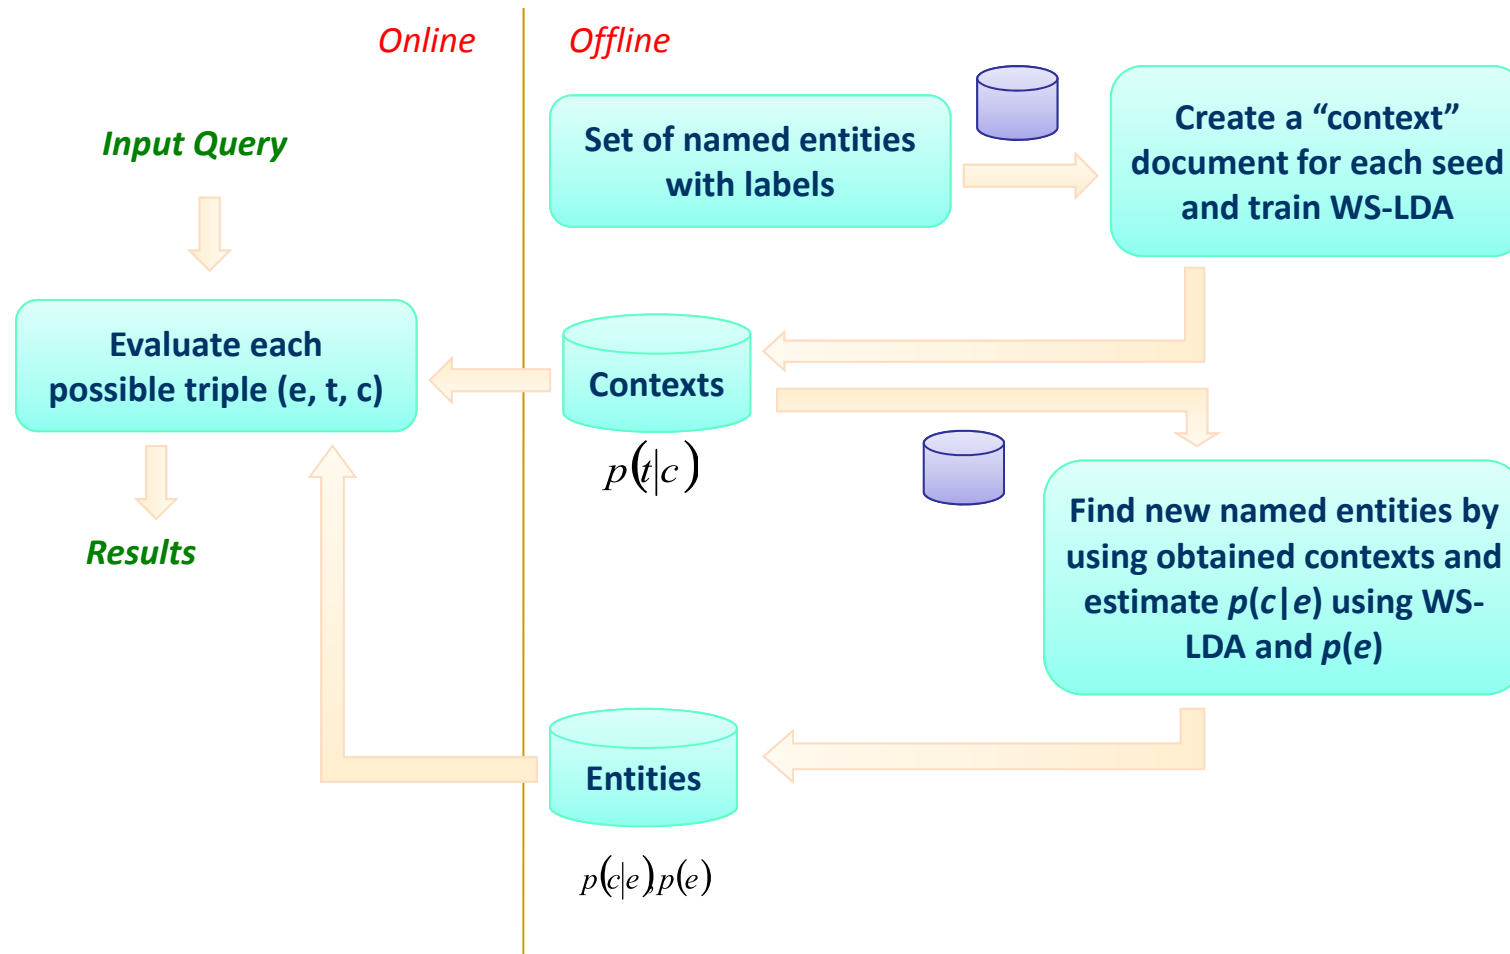 Online
Offline
Input Query
Set of named entities
with labels
Create a “context”
document for each seed
and train WS-LDA
Evaluate each
possible triple (e, t, c)
Contexts
p(t|c)
Results
Find new named entities by
using obtained contexts and
estimate p(c|e) using WS-
LDA and p(e)
Entities
p(c|e), p(e)